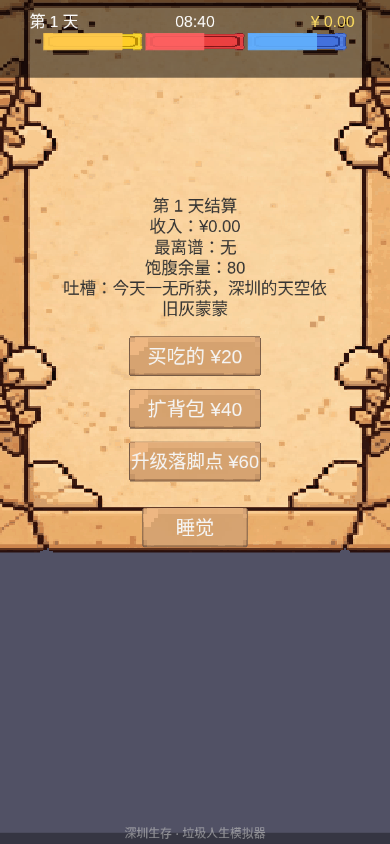 第 1 天 08:40 ¥ 0.00
第 1 天结算
收入：¥0.00
最离谱：无
饱腹余量：80
吐槽：今天一无所获，深圳的天空依
旧灰蒙蒙
买吃的 ¥20
扩背包 ¥40
升级落脚点 ¥60
睡觉
深圳生存 · 垃圾人生模拟器